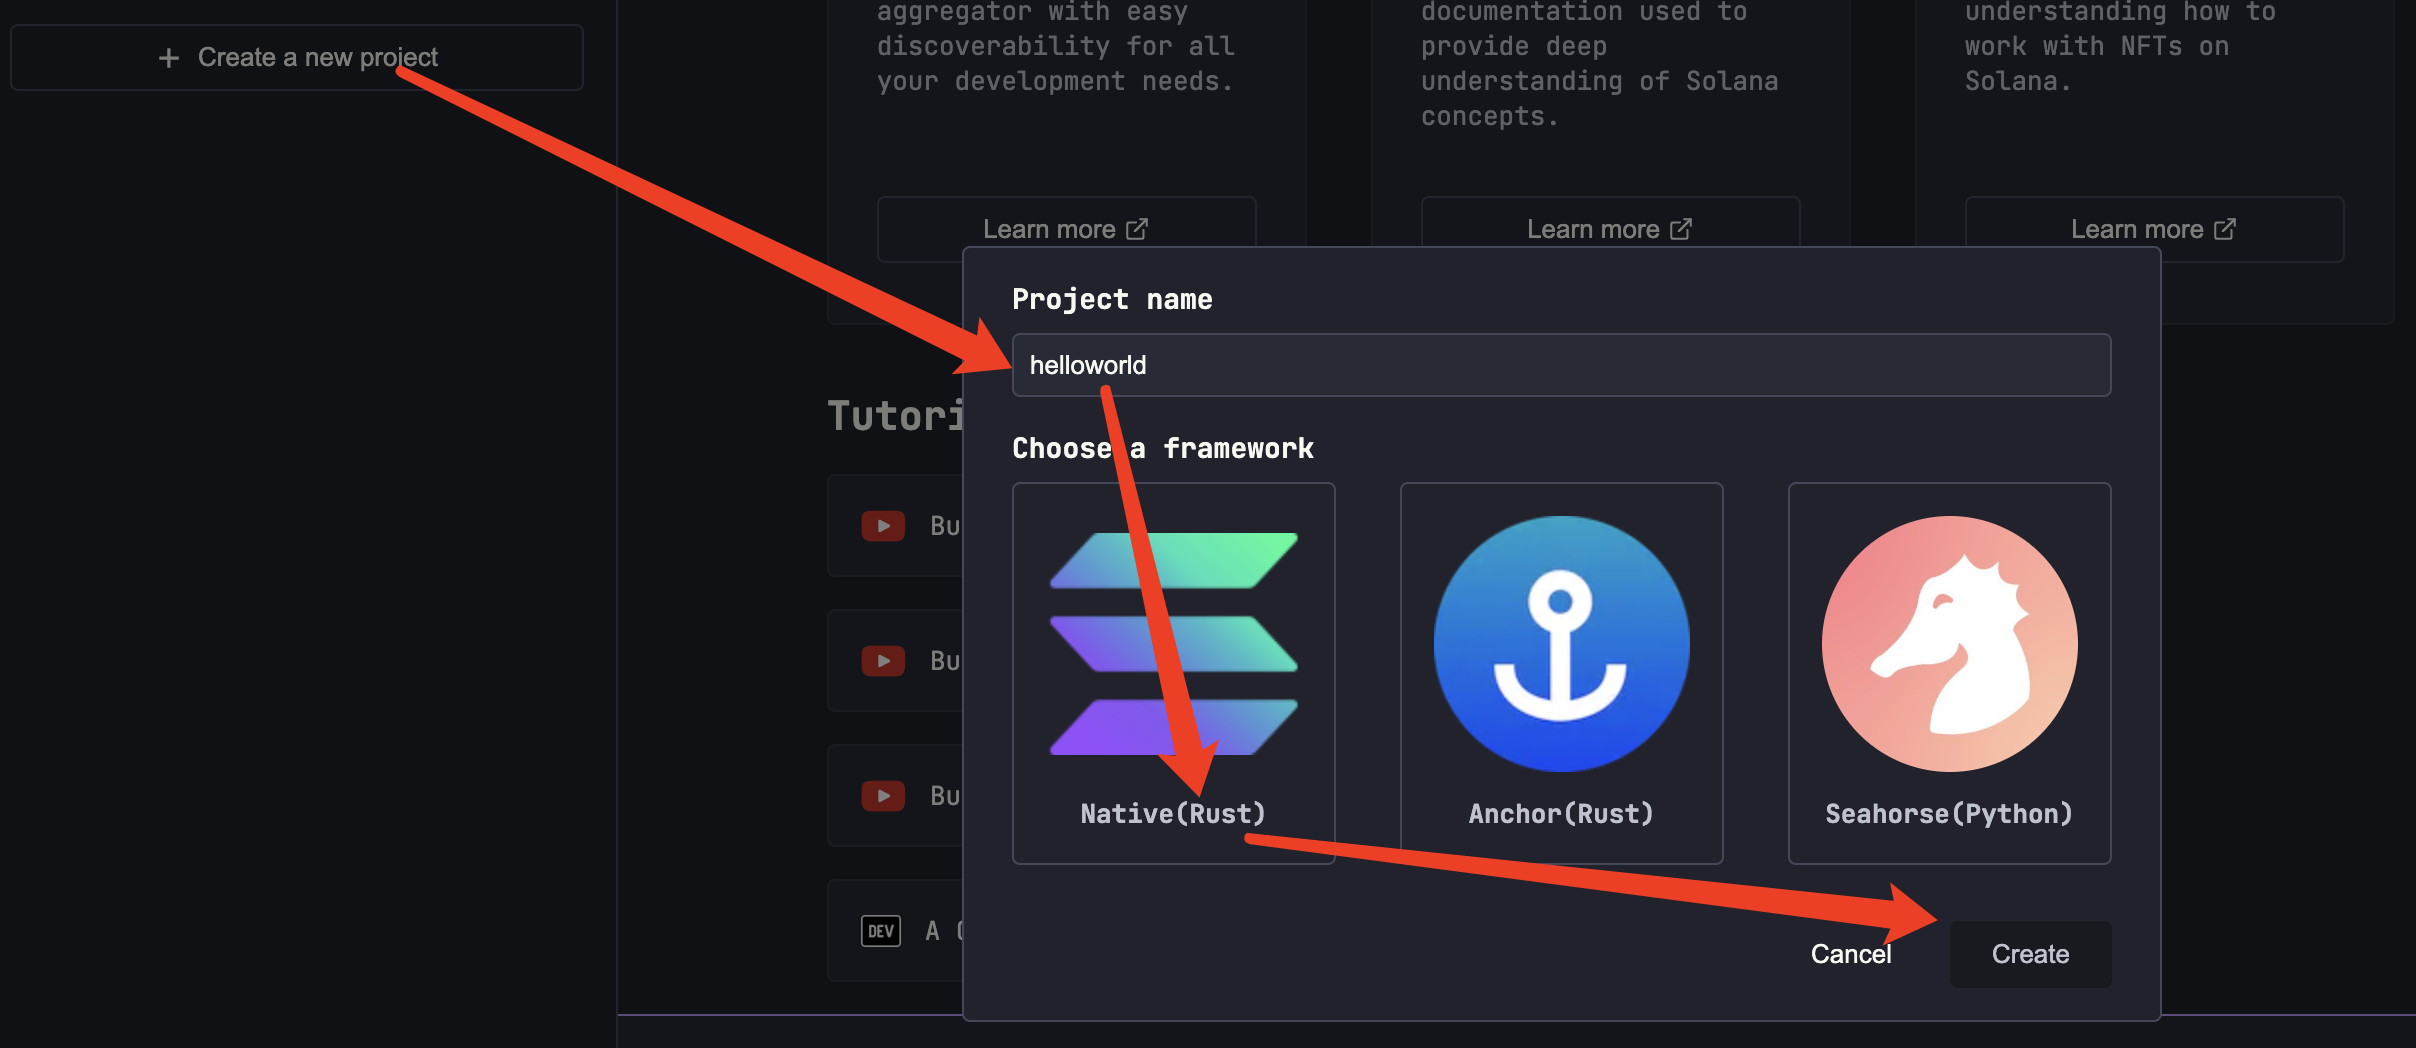 + Create a new project
aggregator with easy
discoverability for all
your development needs.
Learn more
documentation used to
provide deep
understanding of Solana
concepts.
Learn more
understanding how to
work with NFTs on
Solana.
Learn more
Tutori
Bu
Bu
Bu
DEV A
Project name
helloworld
Choose a framework
Native(Rust)
Anchor(Rust)
Seahorse(Python)
Cancel
Create